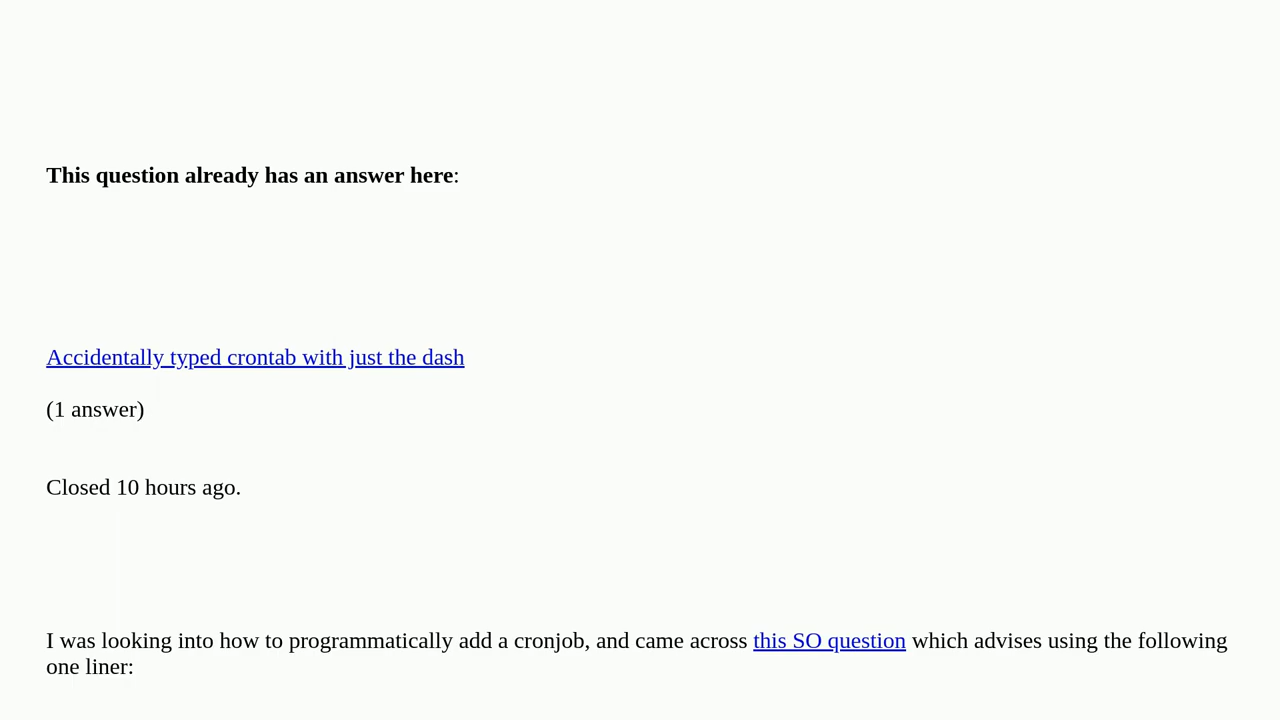 This question already has an answer here:
Accidentally typed crontab with just the dash
(1 answer)
Closed 10 hours ago.
I was looking into how to programmatically add a cronjob, and came across this SO question which advises using the following
one liner: